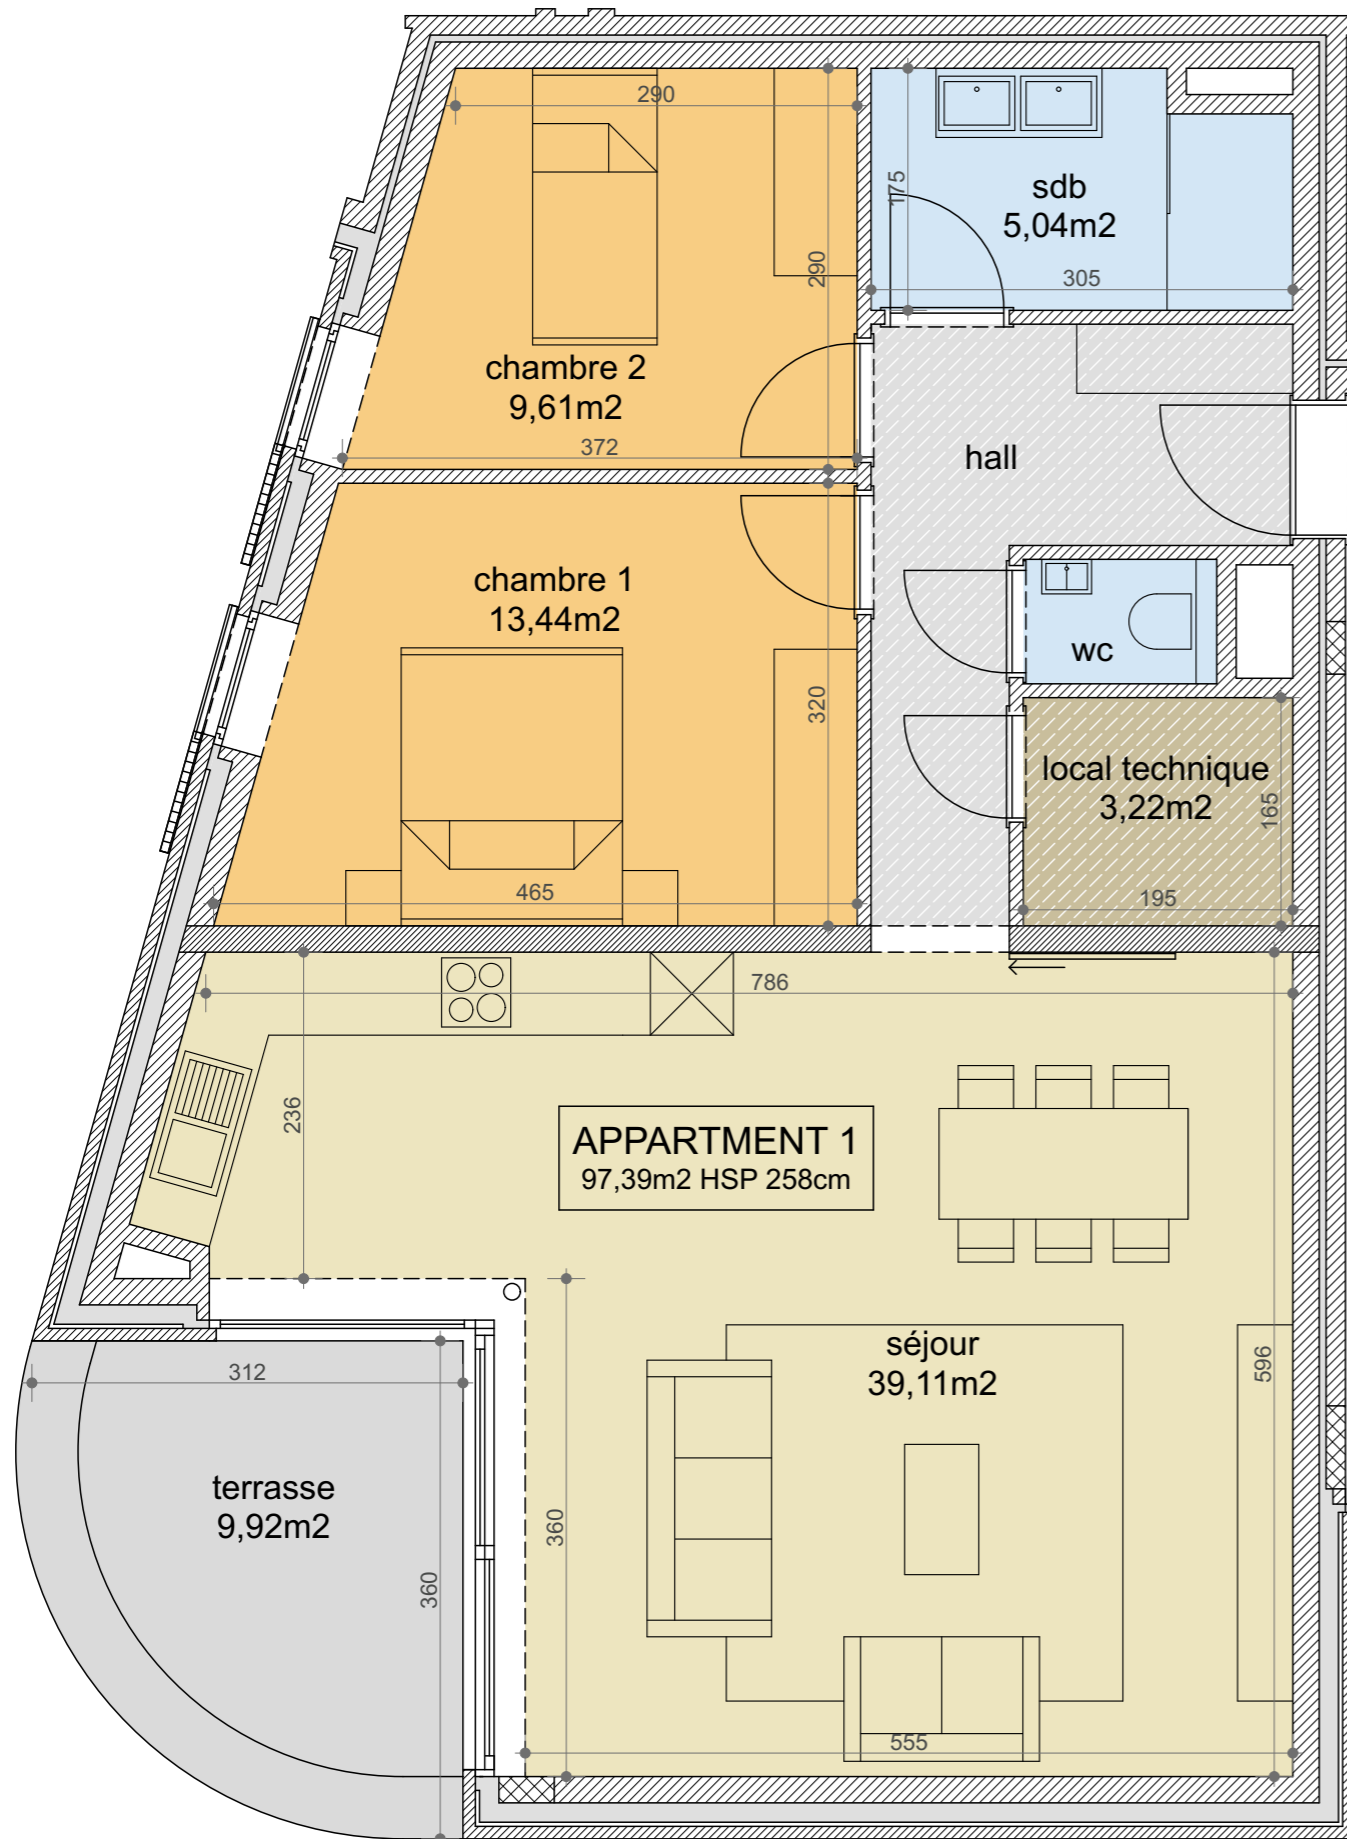 290
175
sdb
5,04m2
290
305
chambre 2
9,61m2
372
hall
chambre 1
13,44m2
wc
320
local technique
3,22m2
165
465
195
786
236
APPARTMENT 1
97,39m2 HSP 258cm
séjour
39,11m2
596
312
terrasse
9,92m2
360
360
555